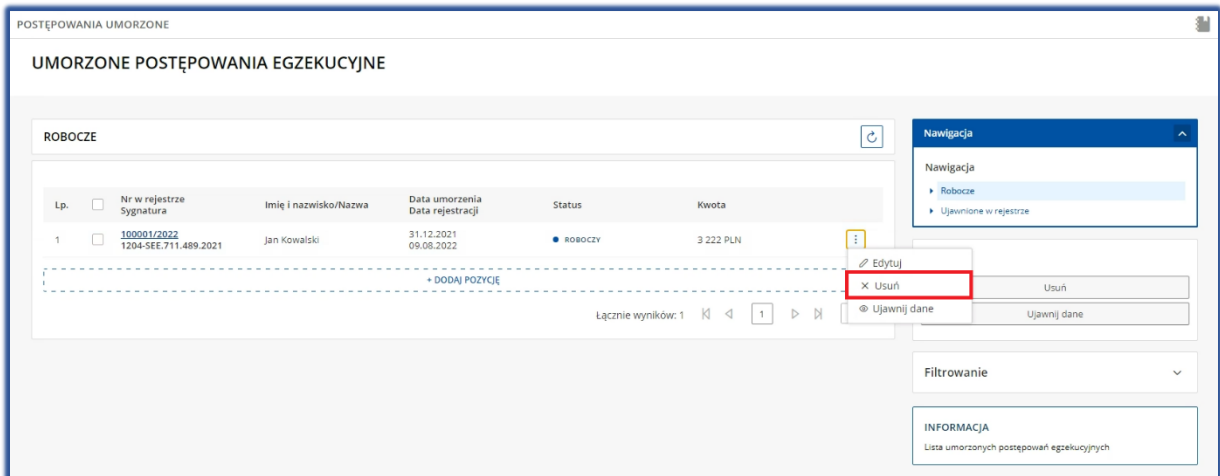 POSTĘPOWANIA UMORZONE
UMORZONE POSTĘPOWANIA EGZEKUCYJNE
ROBOCZE
Lp.
Nr w rejestrze
Sygnatura
Imię i nazwisko/Nazwa
Data umorzenia
Data rejestracji
Status
Kwota
1
100001/2022
1204-SEE.711.489.2021
Jan Kowalski
31.12.2021
09.08.2022
ROBOCZY
3 222 PLN
Edytuj
Usuń
Ujawnij dane
+ DODAJ POZYCJĘ
Łącznie wyników: 1
1
Nawigacja
Nawigacja
Robocze
Ujawnione w rejestrze
Usuń
Ujawnij dane
Filtrowanie
INFORMACJA
Lista umorzonych postępowań egzekucyjnych